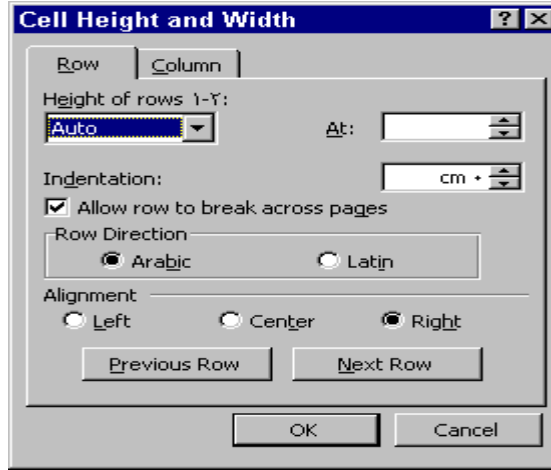 Cell Height and Width
Row Column
Height of rows ١-٢:
Auto At:
Indentation: cm ٠
Allow row to break across pages
Row Direction
Arabic Latin
Alignment
Left Center Right
Previous Row Next Row
OK Cancel